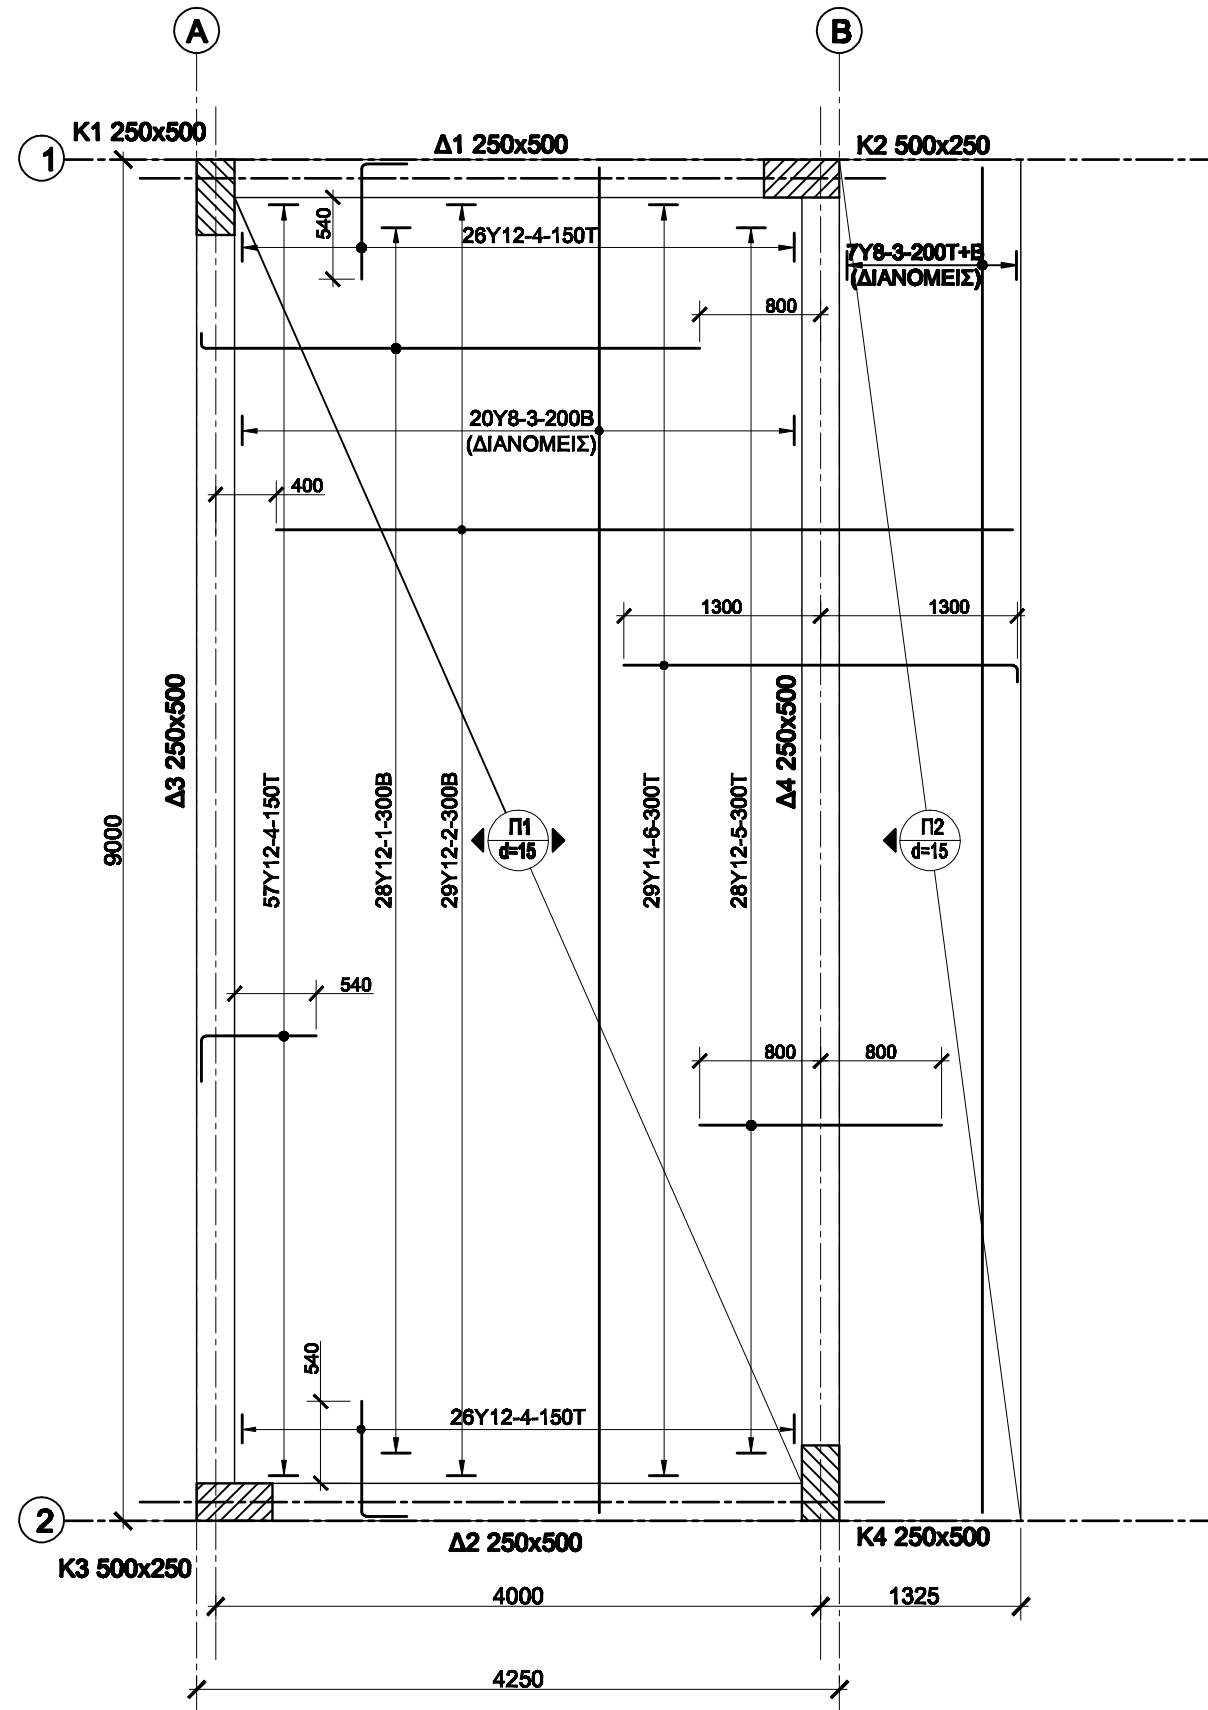 A
B
K1 250x500
Δ1 250x500
K2 500x250
1
540
26Y12-4-150T
7Y8-3-200T+B
(ΔΙΑΝΟΜΕΙΣ)
800
20Y8-3-200B
(ΔΙΑΝΟΜΕΙΣ)
400
1300
1300
Δ3 250x500
Δ4 250x500
9000
57Y12-4-150T
28Y12-1-300B
29Y12-2-300B
29Y14-6-300T
28Y12-5-300T
Π1
d=15
Π2
d=15
540
800
800
540
26Y12-4-150T
2
Δ2 250x500
K4 250x500
K3 500x250
4000
1325
4250